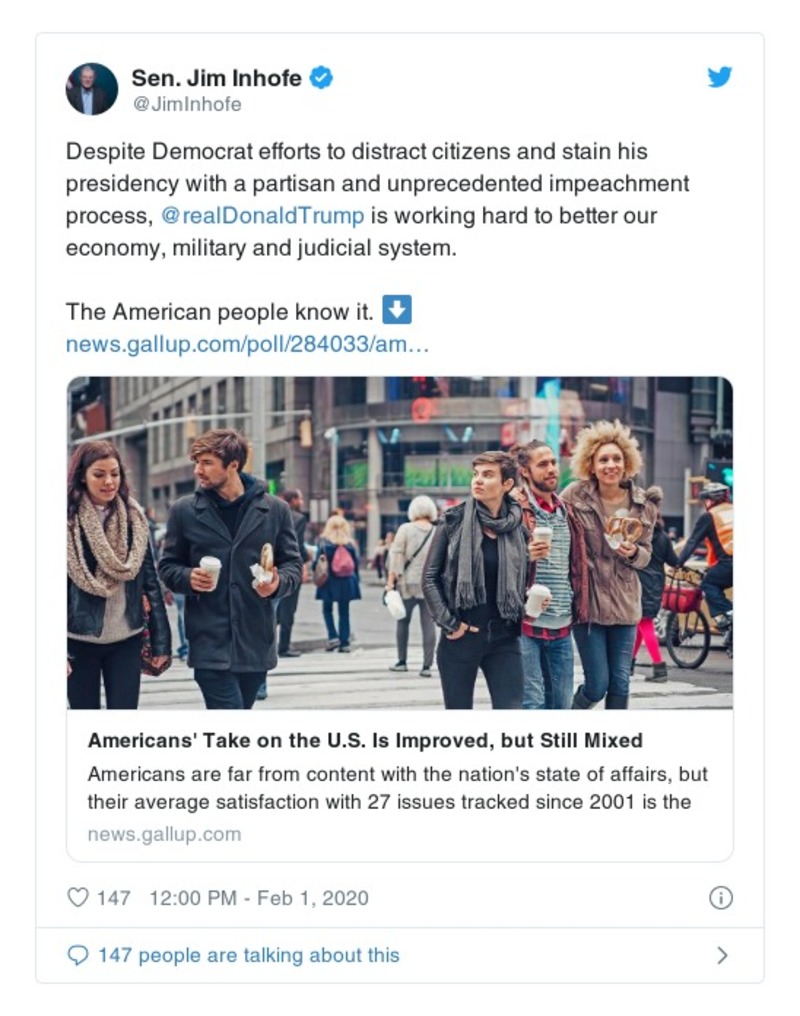 Sen. Jim Inhofe
@JimInhofe
Despite Democrat efforts to distract citizens and stain his
presidency with a partisan and unprecedented impeachment
process, @realDonaldTrump is working hard to better our
economy, military and judicial system.
The American people know it. ⬇
news.gallup.com/poll/284033/am…
Americans' Take on the U.S. Is Improved, but Still Mixed
Americans are far from content with the nation's state of affairs, but
their average satisfaction with 27 issues tracked since 2001 is the
news.gallup.com
147 12:00 PM - Feb 1, 2020
147 people are talking about this